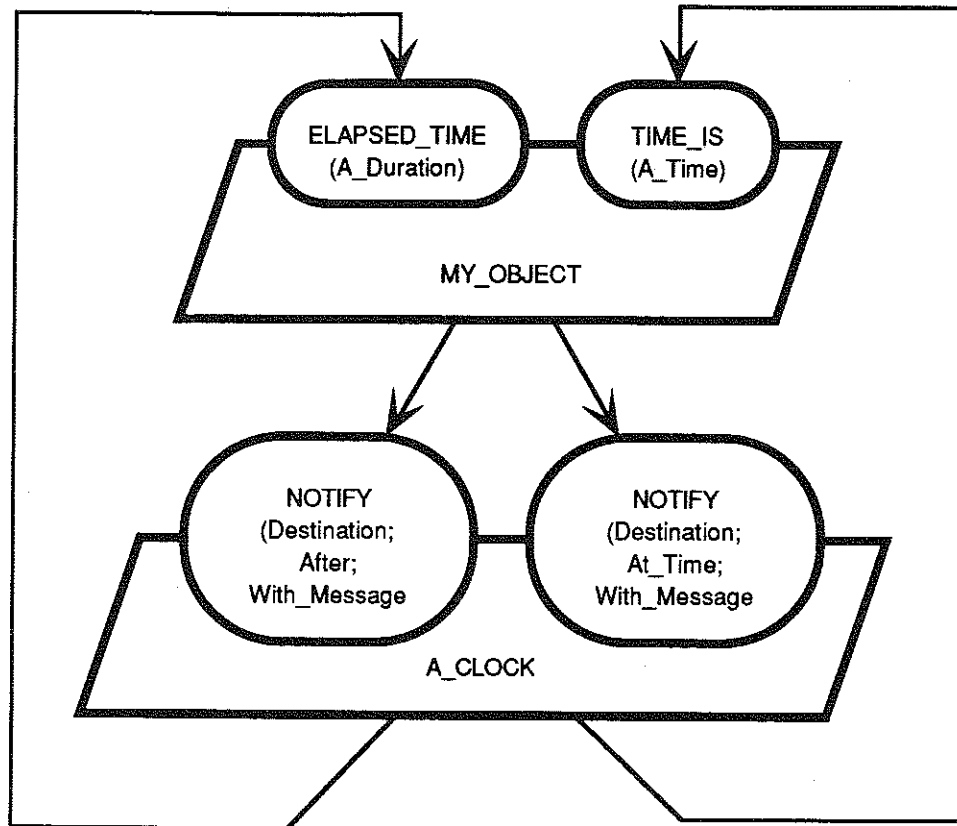 ELAPSED_TIME
(A_Duration)
TIME_IS
(A_Time)
MY_OBJECT
NOTIFY
(Destination;
After;
With_Message
NOTIFY
(Destination;
At_Time;
With_Message
A_CLOCK